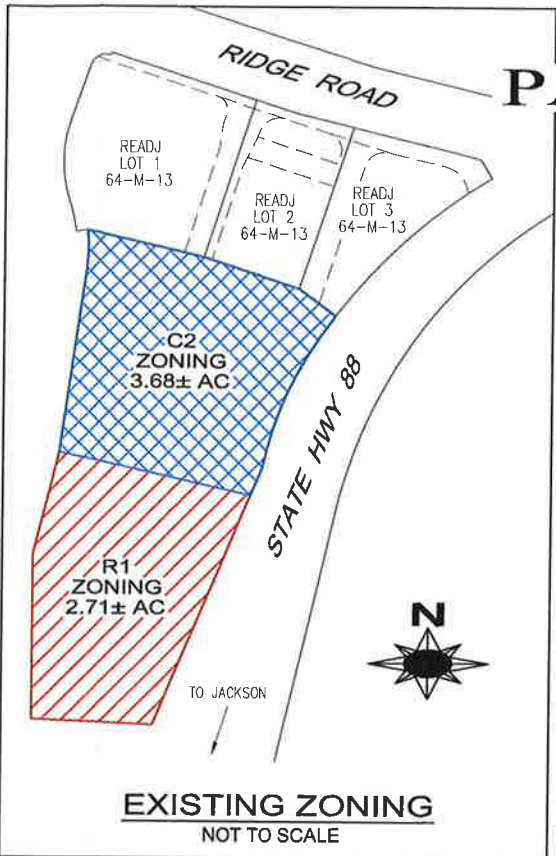 RIDGE ROAD
READJ
LOT 1
64-M-13
READJ
LOT 2
64-M-13
READJ
LOT 3
64-M-13
C2
ZONING
3.68± AC
STATE HWY 88
R1
ZONING
2.71± AC
N
TO JACKSON
EXISTING ZONING
NOT TO SCALE